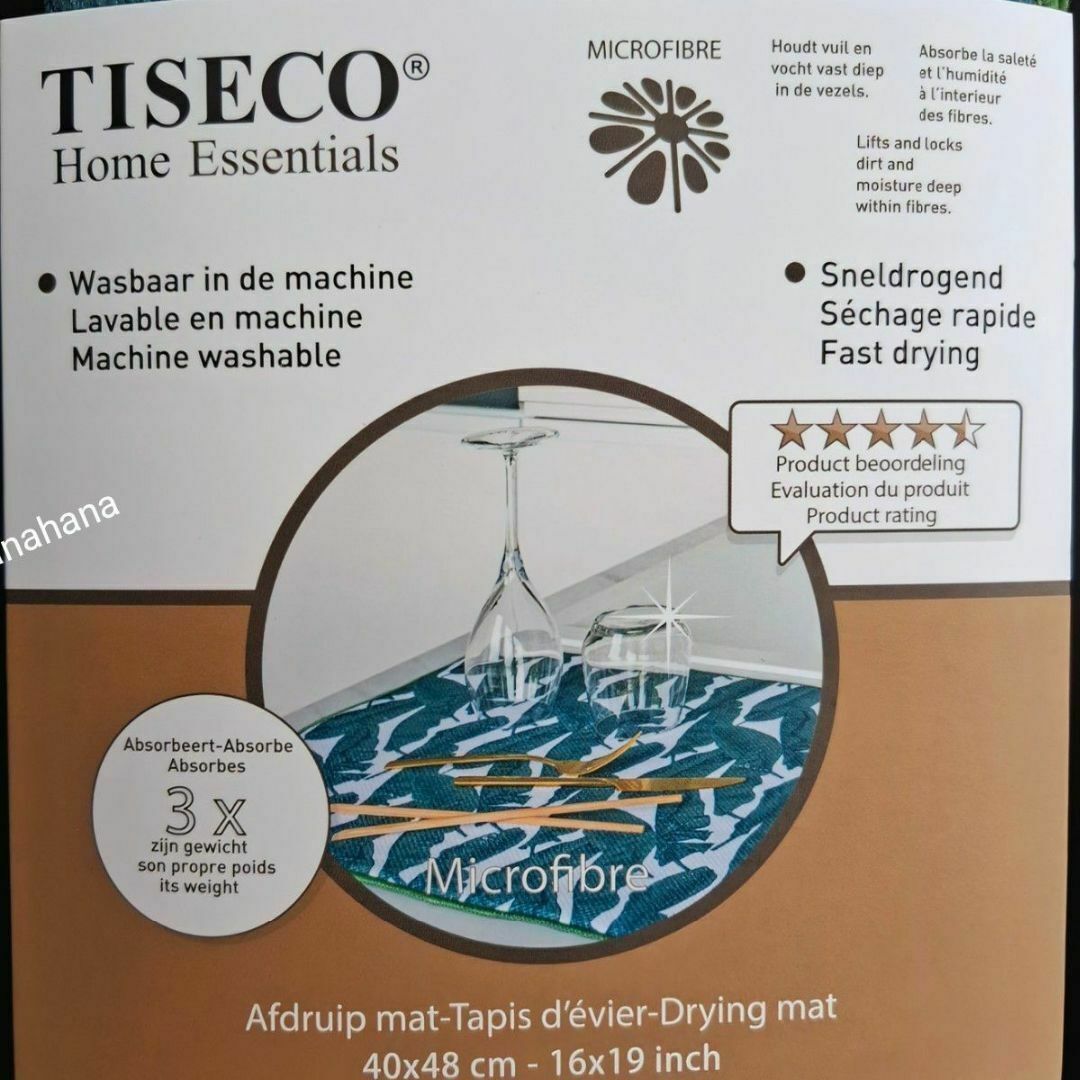 TISECO®
Home Essentials
MICROFIBRE
Houdt vuil en
vocht vast diep
in de vezels.
Absorbe la saleté
et l'humidité
à l'interieur
des fibres.
Lifts and locks
dirt and
moisture deep
within fibres.
Wasbaar in de machine
Lavable en machine
Machine washable
Sneldrogend
Séchage rapide
Fast drying
Product beoordeling
Evaluation du produit
Product rating
nahana
Absorbeert-Absorbe
Absorbes
3 x
zijn gewicht
son propre poids
its weight
Microfibre
Afdruip mat-Tapis d'évier-Drying mat
40x48 cm - 16x19 inch